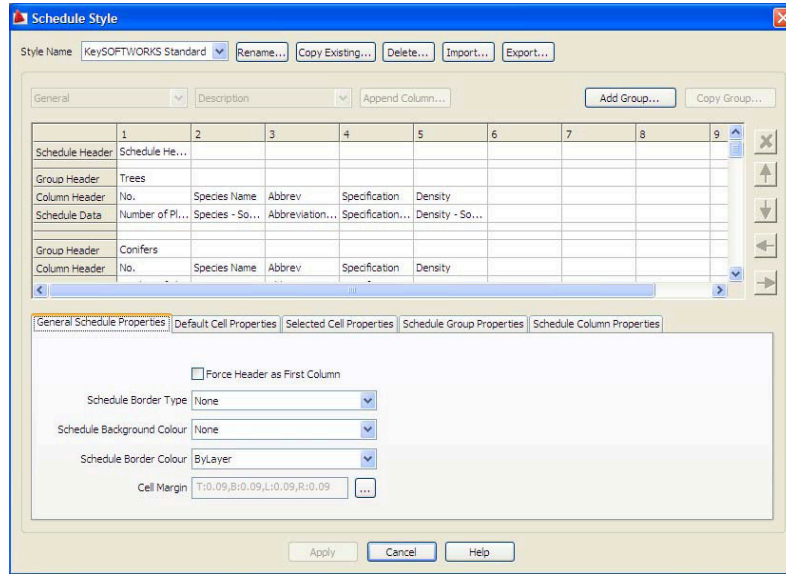 Schedule Style
Style Name KeySOFTWORKS Standard Rename... Copy Existing... Delete... Import... Export...
General Description Append Column... Add Group... Copy Group...
1 2 3 4 5 6 7 8 9
Schedule Header Schedule He...
Group Header Trees
Column Header No. Species Name Abbrev Specification Density
Schedule Data Number of Pl... Species - So... Abbreviation... Specification... Density - So...
Group Header Conifers
Column Header No. Species Name Abbrev Specification Density
General Schedule Properties Default Cell Properties Selected Cell Properties Schedule Group Properties Schedule Column Properties
Force Header as First Column
Schedule Border Type None
Schedule Background Colour None
Schedule Border Colour ByLayer
Cell Margin T:0.09,B:0.09,L:0.09,R:0.09 ...
Apply Cancel Help